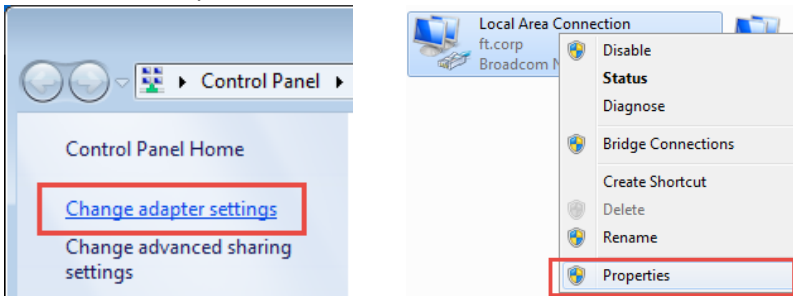 Control Panel
Control Panel Home
Change adapter settings
Change advanced sharing
settings
Local Area Connection
ft.corp
Broadcom
Disable
Status
Diagnose
Bridge Connections
Create Shortcut
Delete
Rename
Properties